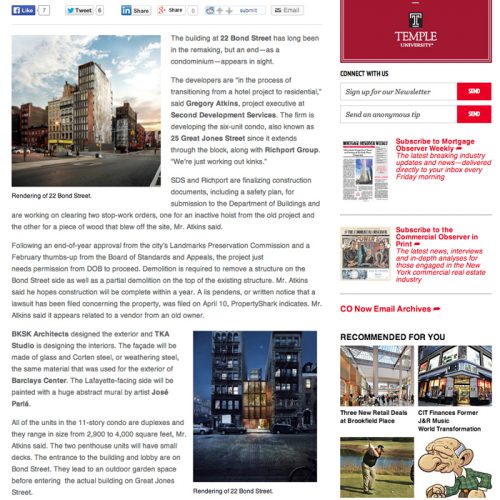 Like 7
Tweet 6
in Share
g+ Share 0
submit
Email
The building at 22 Bond Street has long been
in the remaking, but an end—as a
condominium—appears in sight.
The developers are "in the process of
transitioning from a hotel project to residential,"
said Gregory Atkins, project executive at
Second Development Services. The firm is
developing the six-unit condo, also known as
25 Great Jones Street since it extends
through the block, along with Richport Group.
"We're just working out kinks."
Rendering of 22 Bond Street.
SDS and Richport are finalizing construction
documents, including a safety plan, for
submission to the Department of Buildings and
are working on clearing two stop-work orders, one for an inactive hoist from the old project and
the other for a piece of wood that blew off the site, Mr. Atkins said.
Following an end-of-year approval from the city's Landmarks Preservation Commission and a
February thumbs-up from the Board of Standards and Appeals, the project just
needs permission from DOB to proceed. Demolition is required to remove a structure on the
Bond Street side as well as a partial demolition on the top of the existing structure. Mr.
Atkins said he hopes construction will be complete within a year. A lis pendens, or written notice that a
lawsuit has been filed concerning the property, was filed on April 10, PropertyShark indicates. Mr.
Atkins said it appears related to a vendor from an old owner.
BKSK Architects designed the exterior and TKA
Studio is designing the interiors. The façade will be
made of glass and Corten steel, or weathering steel,
the same material that was used for the exterior of
Barclays Center. The Lafayette-facing side will be
painted with a huge abstract mural by artist José
Parlá.
All of the units in the 11-story condo are duplexes and
they range in size from 2,900 to 4,000 square feet, Mr.
Atkins said. The two penthouse units will have small
decks. The entrance to the building and lobby are on
Bond Street. They lead to an outdoor garden space
before entering the actual building on Great Jones
Street.
Rendering of 22 Bond Street.
TEMPLE
UNIVERSITY®
CONNECT WITH US
Sign up for our Newsletter
SEND
Send an anonymous tip
SEND
Subscribe to Mortgage
Observer Weekly
The latest breaking industry
updates and news—delivered
directly to your inbox every
Friday morning
Subscribe to the
Commercial Observer in
Print
The latest news, interviews
and in-depth analyses for
those engaged in the New
York commercial real estate
industry
CO Now Email Archives
RECOMMENDED FOR YOU
Three New Retail Deals
at Brookfield Place
CIT Finances Former
J&R Music
World Transformation